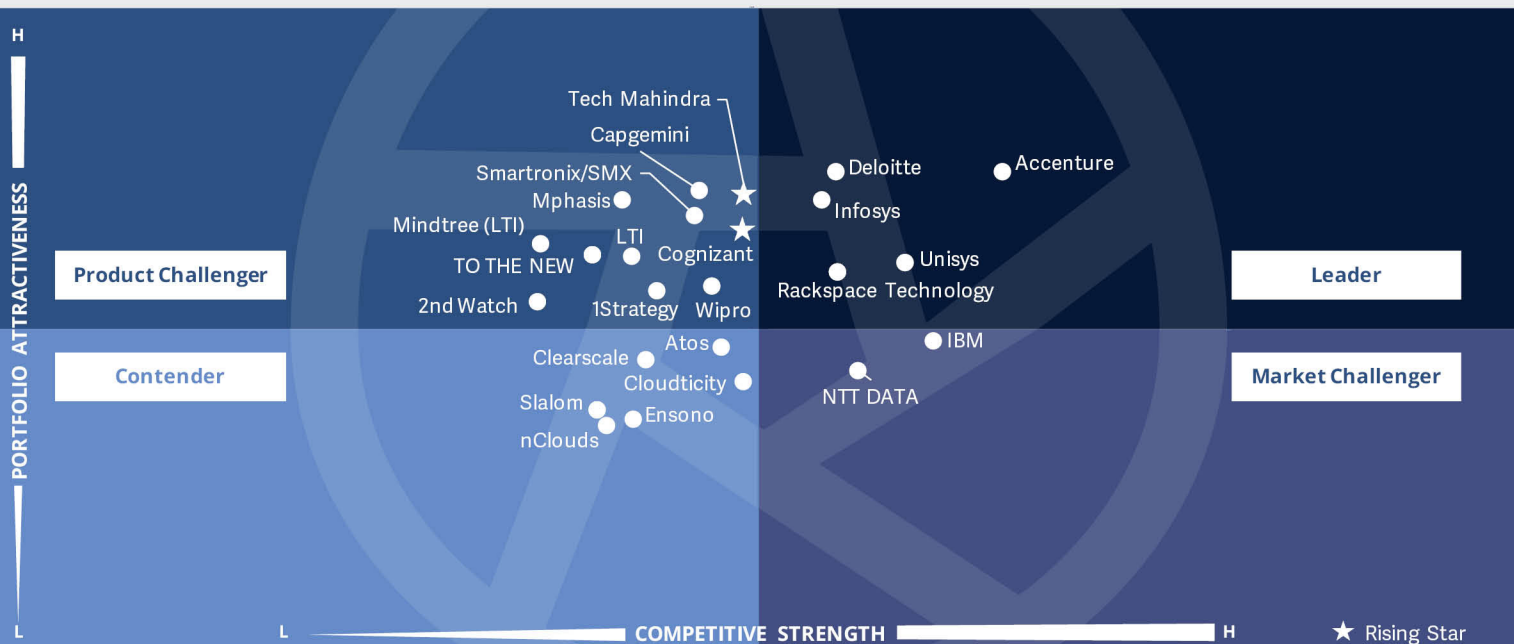 H
Tech Mahindra
Capgemini
Smartronix/SMX
Mphasis
Deloitte
Accenture
Infosys
Mindtree (LTI)
LTI
TO THE NEW
Cognizant
Unisys
Product Challenger
Leader
Rackspace Technology
2nd Watch
1Strategy
Wipro
PORTFOLIO ATTRACTIVENESS
Atos
IBM
Clearscale
Contender
Cloudticity
Market Challenger
NTT DATA
Slalom
Ensono
nClouds
L
L
COMPETITIVE STRENGTH
H
Rising Star